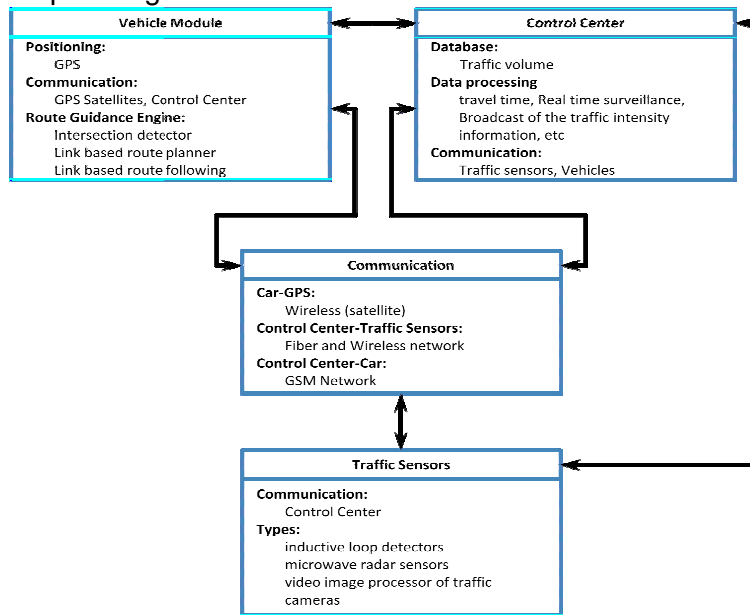 Vehicle Module
Positioning:
GPS
Communication:
GPS Satellites, Control Center
Route Guidance Engine:
Intersection detector
Link based route planner
Link based route following
Control Center
Database:
Traffic volume
Data processing
travel time, Real time surveillance,
Broadcast of the traffic intensity
information, etc
Communication:
Traffic sensors, Vehicles
Communication
Car-GPS:
Wireless (satellite)
Control Center-Traffic Sensors:
Fiber and Wireless network
Control Center-Car:
GSM Network
Traffic Sensors
Communication:
Control Center
Types:
inductive loop detectors
microwave radar sensors
video image processor of traffic
cameras